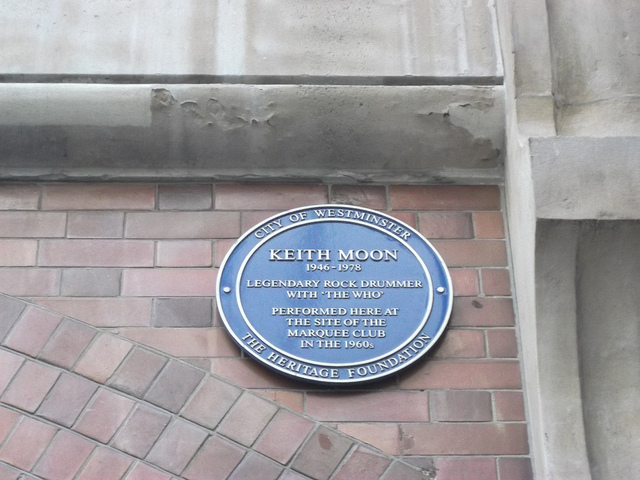 CITY OF WESTMINSTER
KEITH MOON
1946-1978
LEGENDARY ROCK DRUMMER
WITH 'THE WHO'
PERFORMED HERE AT
THE SITE OF THE
MARQUEE CLUB
IN THE 1960s
THE HERITAGE FOUNDATION